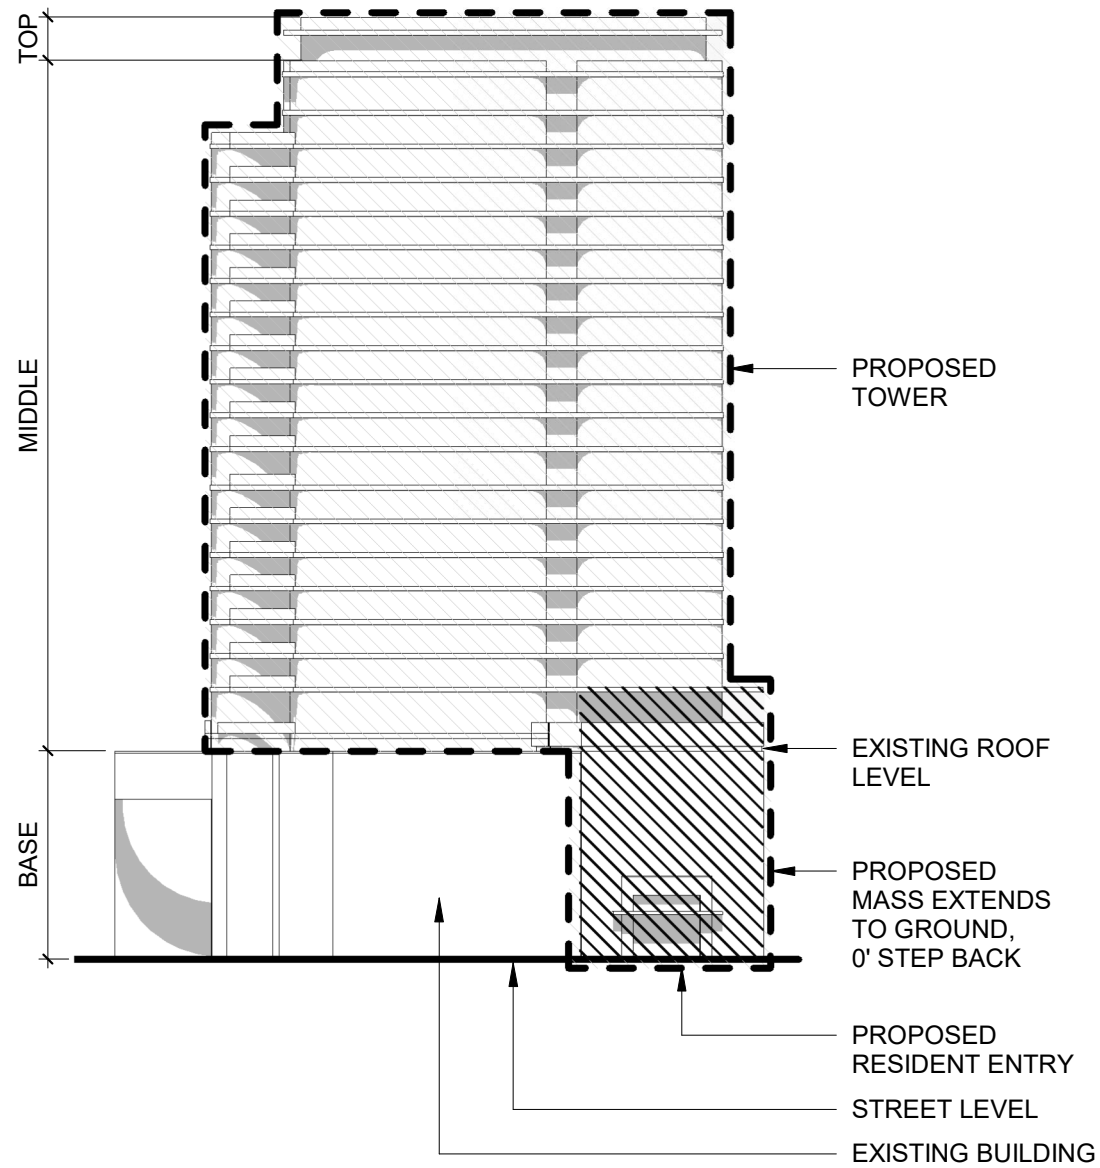 TOP
MIDDLE
BASE
PROPOSED
TOWER
EXISTING ROOF
LEVEL
PROPOSED
MASS EXTENDS
TO GROUND,
0' STEP BACK
PROPOSED
RESIDENT ENTRY
STREET LEVEL
EXISTING BUILDING